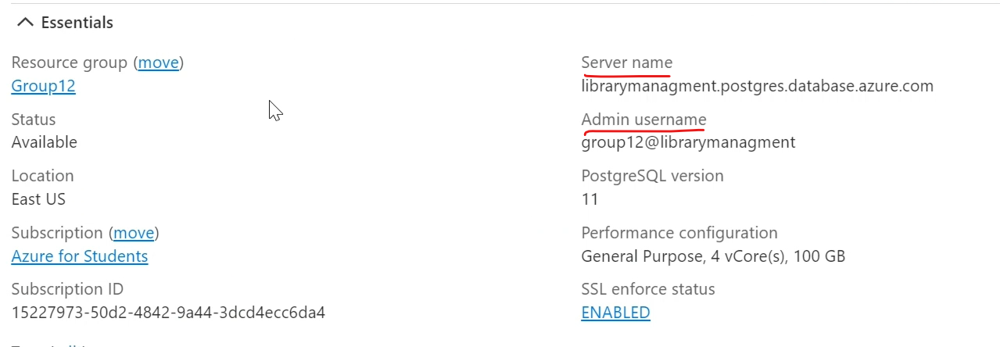 Essentials
Resource group (move)
Group12
Status
Available
Location
East US
Subscription (move)
Azure for Students
Subscription ID
15227973-50d2-4842-9a44-3dcd4ecc6da4
Server name
librarymanagment.postgres.database.azure.com
Admin username
group12@librarymanagment
PostgreSQL version
11
Performance configuration
General Purpose, 4 vCore(s), 100 GB
SSL enforce status
ENABLED